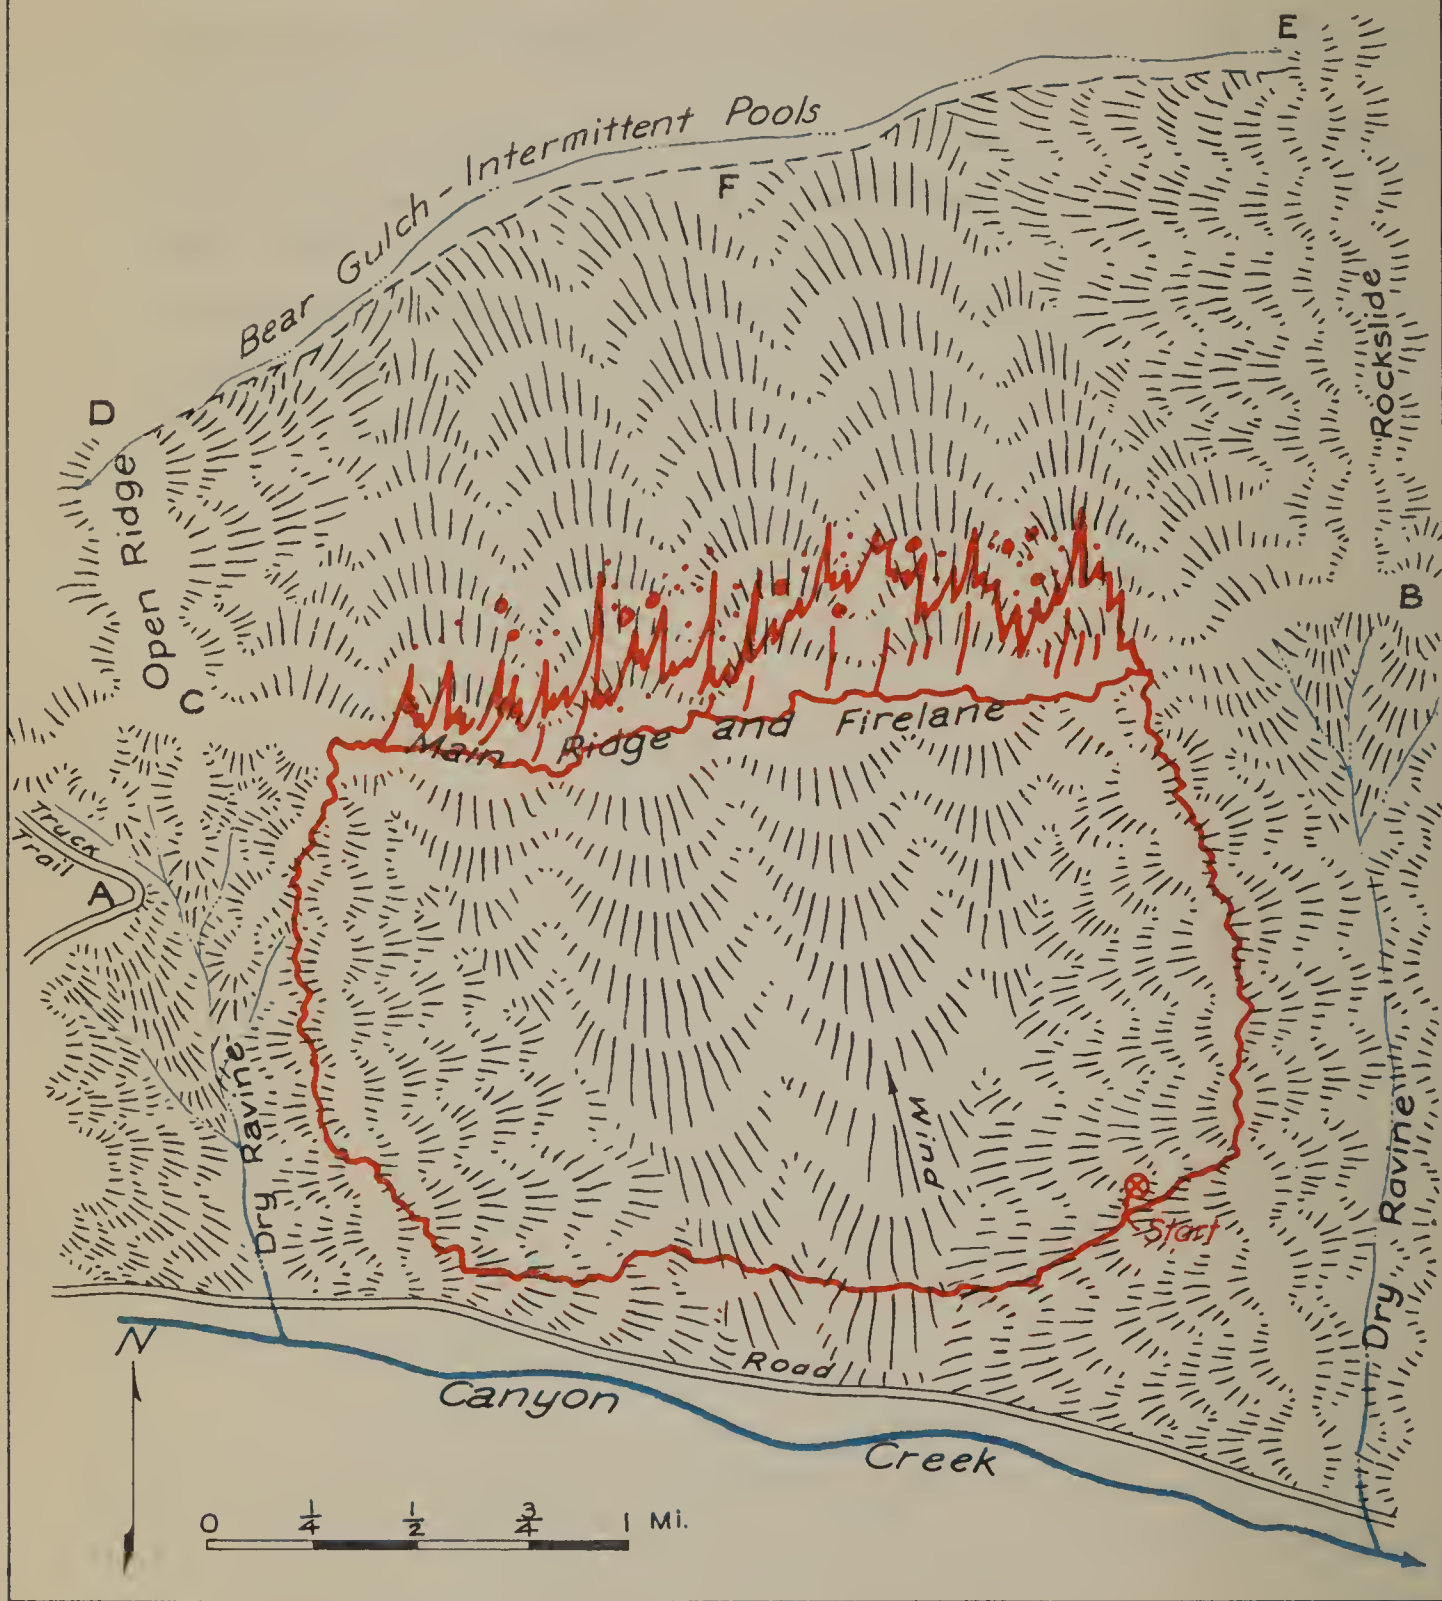 E
Bear Gulch - Intermittent Pools
F
D
Open Ridge
Rockslide
B
C
Main Ridge and Firelane
Truck
Trail
A
Dry Ravine
Wind
Start
Dry Ravine
Road
N
Canyon Creek
0 1/4 1/2 3/4 1 Mi.